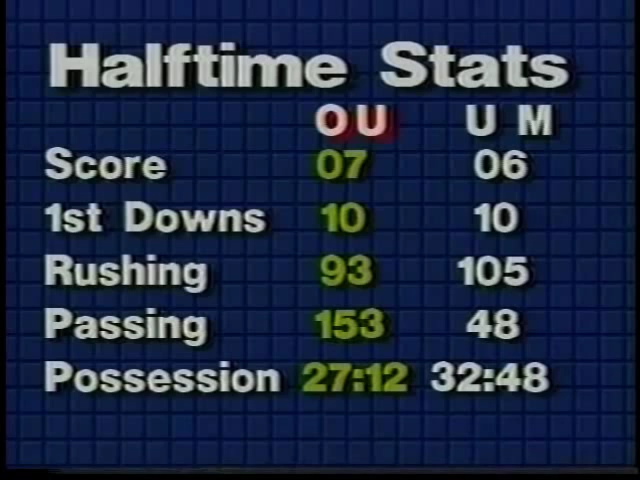 Halftime Stats
OU UM
Score 07 06
1st Downs 10 10
Rushing 93 105
Passing 153 48
Possession 27:12 32:48